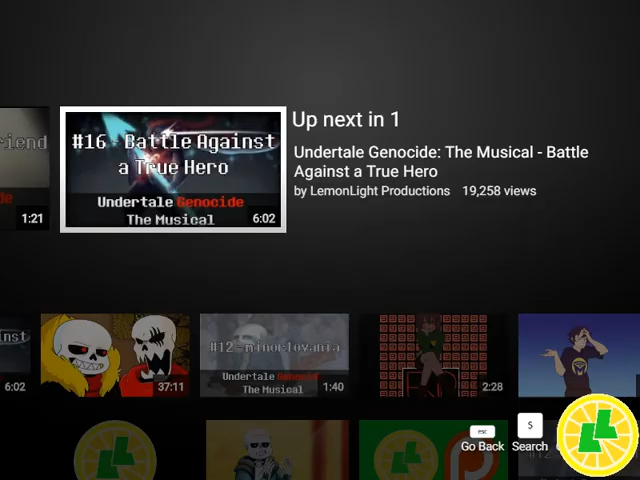 Up next in 1
riend
#16 - Battle Against
a True Hero
Undertale Genocide: The Musical - Battle
Against a True Hero
by LemonLight Productions 19,258 views
Undertale Genocide
The Musical
1:21
6:02
#12 - minortovania
Undertale Genocide
The Musical
6:02
37:11
1:40
2:28
esc
S
Go Back
Search